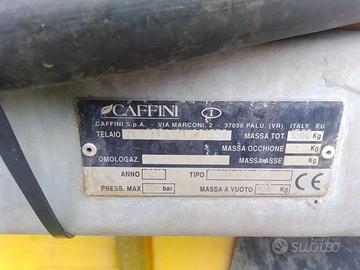 CAFFINI
CAFFINI S.p.A. - VIA MARCONI, 2 - 37050 PALÙ (VR) ITALY EU
TELAIO MASSA TOT. Kg
MASSA OCCHIONE Kg
OMOLOGAZ. MASSA ASSE Kg
ANNO TIPO
PRESS. MAX bar MASSA A VUOTO Kg
CE
subito